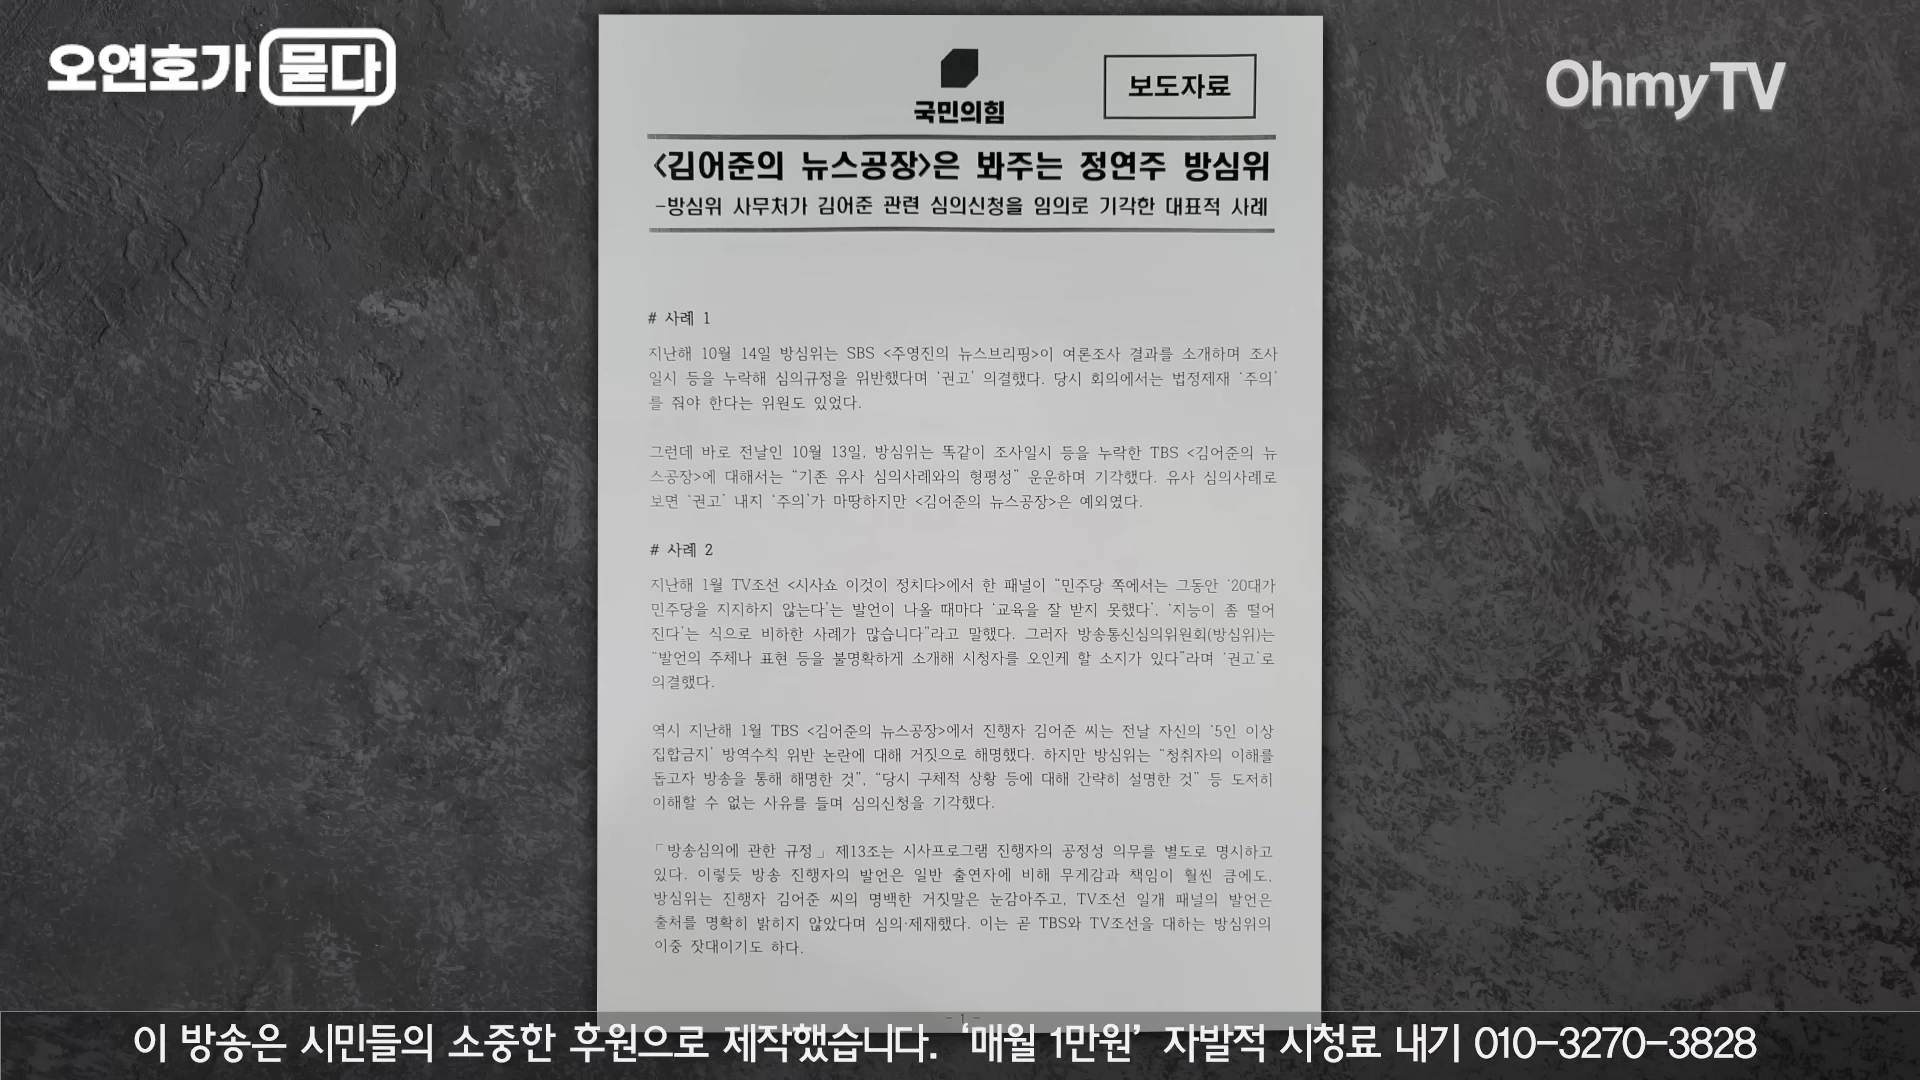 오연호가 묻다
OhmyTV
국민의힘
보도자료
<김어준의 뉴스공장>은 봐주는 정연주 방심위
-방심위 사무처가 김어준 관련 심의신청을 임의로 기각한 대표적 사례
# 사례 1
지난해 10월 14일 방심위는 SBS <주영진의 뉴스브리핑>이 여론조사 결과를 소개하며 조사
일시 등을 누락해 심의규정을 위반했다며 '권고' 의결했다. 당시 회의에서는 법정제재 '주의'
를 줘야 한다는 위원도 있었다.
그런데 바로 전날인 10월 13일, 방심위는 똑같이 조사일시 등을 누락한 TBS <김어준의 뉴
스공장>에 대해서는 "기존 유사 심의사례와의 형평성" 운운하며 기각했다. 유사 심의사례로
보면 '권고' 내지 '주의'가 마땅하지만 <김어준의 뉴스공장>은 예외였다.
# 사례 2
지난해 1월 TV조선 <시사쇼 이것이 정치다>에서 한 패널이 "민주당 쪽에서는 그동안 '20대가
민주당을 지지하지 않는다'는 발언이 나올 때마다 '교육을 잘 받지 못했다', '지능이 좀 떨어
진다'는 식으로 비하한 사례가 많습니다"라고 말했다. 그러자 방송통신심의위원회(방심위)는
"발언의 주체나 표현 등을 불명확하게 소개해 시청자를 오인케 할 소지가 있다"라며 '권고'로
의결했다.
역시 지난해 1월 TBS <김어준의 뉴스공장>에서 진행자 김어준 씨는 전날 자신의 '5인 이상
집합금지' 방역수칙 위반 논란에 대해 거짓으로 해명했다. 하지만 방심위는 "청취자의 이해를
돕고자 방송을 통해 해명한 것", "당시 구체적 상황 등에 대해 간략히 설명한 것" 등 도저히
이해할 수 없는 사유를 들며 심의신청을 기각했다.
「방송심의에 관한 규정」 제13조는 시사프로그램 진행자의 공정성 의무를 별도로 명시하고
있다. 이렇듯 방송 진행자의 발언은 일반 출연자에 비해 무게감과 책임이 훨씬 큼에도,
방심위는 진행자 김어준 씨의 명백한 거짓말은 눈감아주고, TV조선 일개 패널의 발언은
출처를 명확히 밝히지 않았다며 심의·제재했다. 이는 곧 TBS와 TV조선을 대하는 방심위의
이중 잣대이기도 하다.
- 1 -
이 방송은 시민들의 소중한 후원으로 제작했습니다. '매월 1만원' 자발적 시청료 내기 010-3270-3828